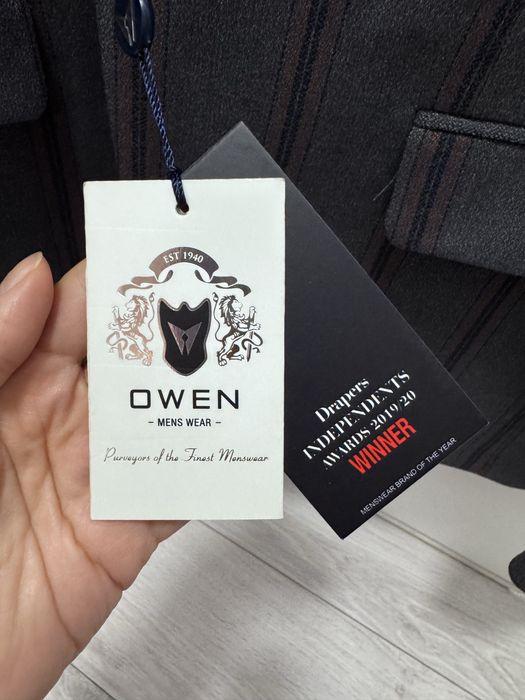 EST 1940
OWEN
- MENS WEAR -
Purveyors of the Finest Menswear
Drapers
INDEPENDENTS
AWARDS 2019/20
WINNER
MENSWEAR BRAND OF THE YEAR